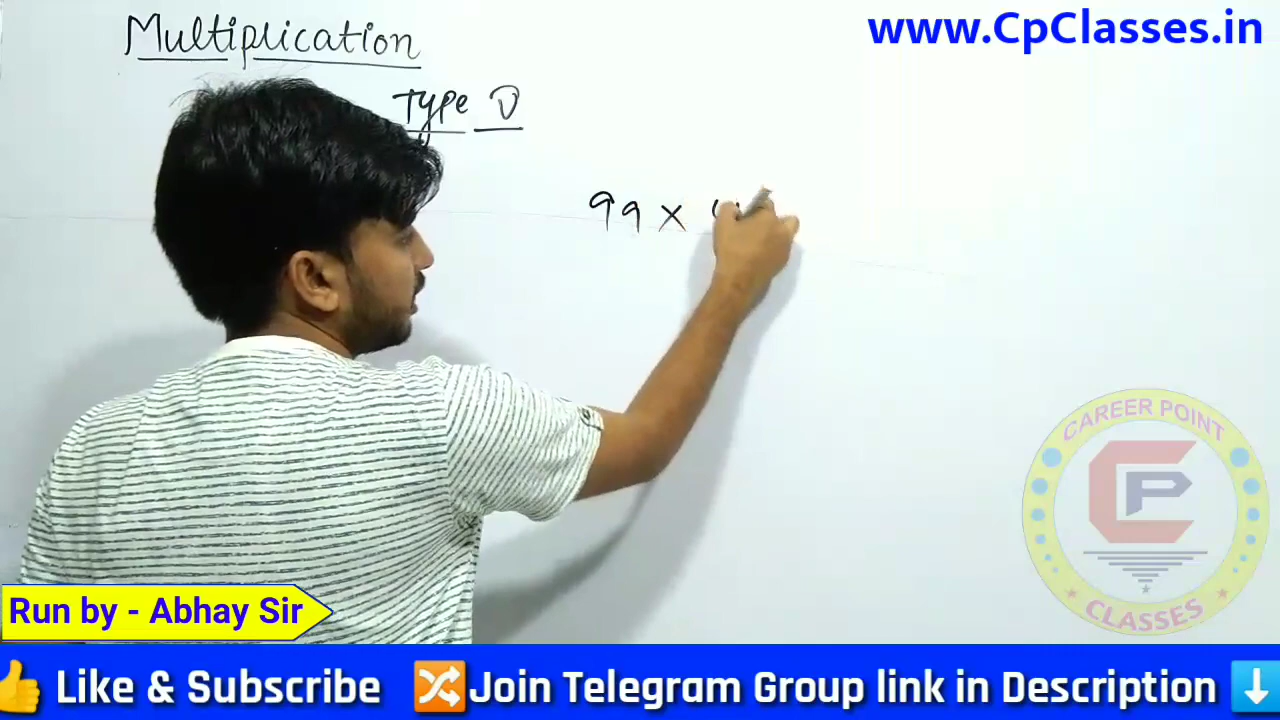 Multiplication
www.CpClasses.in
Type D
99 ×
CAREER POINT
CP
CLASSES
Run by - Abhay Sir
Like & Subscribe Join Telegram Group link in Description